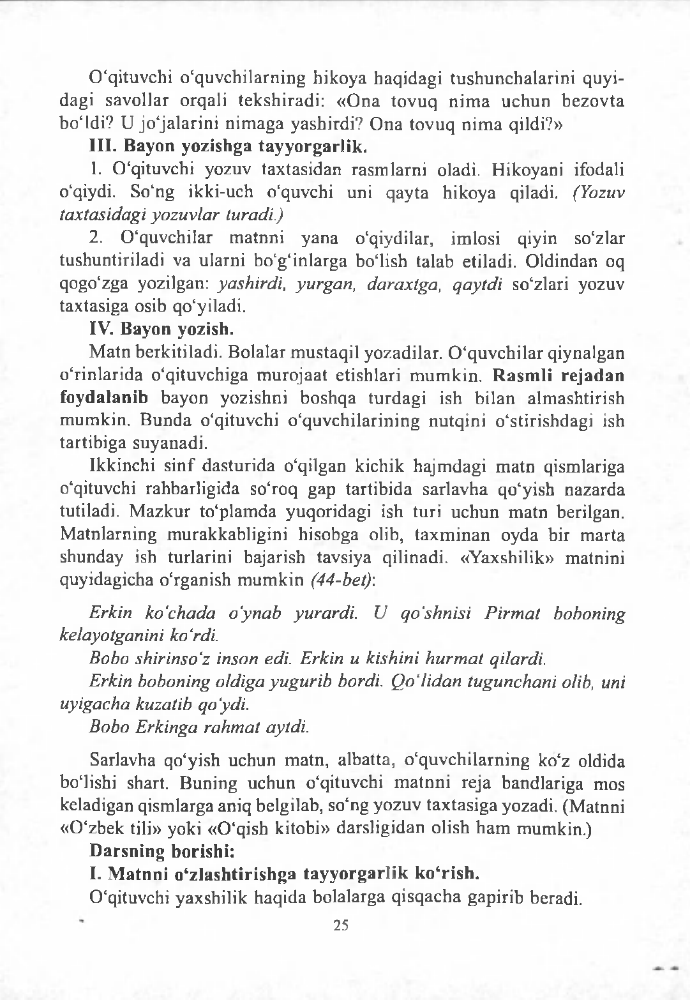 O‘qituvchi o‘quvchilarning hikoya haqidagi tushunchalarini quyi-
dagi savollar orqali tekshiradi: «Ona tovuq nima uchun bezovta
bo‘ldi? U jo‘jalarini nimaga yashirdi? Ona tovuq nima qildi?»
III. Bayon yozishga tayyorgarlik.
1. O‘qituvchi yozuv taxtasidan rasmlarni oladi. Hikoyani ifodali
o‘qiydi. So‘ng ikki-uch o‘quvchi uni qayta hikoya qiladi. (Yozuv
taxtasidagi yozuvlar turadi.)
2. O‘quvchilar matnni yana o‘qiydilar, imlosi qiyin so‘zlar
tushuntiriladi va ularni bo‘g‘inlarga bo‘lish talab etiladi. Oldindan oq
qogo‘zga yozilgan: yashirdi, yurgan, daraxtga, qaytdi so‘zlari yozuv
taxtasiga osib qo‘yiladi.
IV. Bayon yozish.
Matn berkitiladi. Bolalar mustaqil yozadilar. O‘quvchilar qiynalgan
o‘rinlarida o‘qituvchiga murojaat etishlari mumkin. Rasmli rejadan
foydalanib bayon yozishni boshqa turdagi ish bilan almashtirish
mumkin. Bunda o‘qituvchi o‘quvchilarining nutqini o‘stirishdagi ish
tartibiga suyanadi.
Ikkinchi sinf dasturida o‘qilgan kichik hajmdagi matn qismlariga
o‘qituvchi rahbarligida so‘roq gap tartibida sarlavha qo‘yish nazarda
tutiladi. Mazkur to‘plamda yuqoridagi ish turi uchun matn berilgan.
Matnlarning murakkabligini hisobga olib, taxminan oyda bir marta
shunday ish turlarini bajarish tavsiya qilinadi. «Yaxshilik» matnini
quyidagicha o‘rganish mumkin (44-bet):
Erkin ko‘chada o‘ynab yurardi. U qo‘shnisi Pirmat boboning
kelayotganini ko‘rdi.
Bobo shirinso‘z inson edi. Erkin u kishini hurmat qilardi.
Erkin boboning oldiga yugurib bordi. Qo‘lidan tugunchani olib, uni
uyigacha kuzatib qo‘ydi.
Bobo Erkinga rahmat aytdi.
Sarlavha qo‘yish uchun matn, albatta, o‘quvchilarning ko‘z oldida
bo‘lishi shart. Buning uchun o‘qituvchi matnni reja bandlariga mos
keladigan qismlarga aniq belgilab, so‘ng yozuv taxtasiga yozadi. (Matnni
«O‘zbek tili» yoki «O‘qish kitobi» darsligidan olish ham mumkin.)
Darsning borishi:
I. Matnni o‘zlashtirishga tayyorgarlik ko‘rish.
O‘qituvchi yaxshilik haqida bolalarga qisqacha gapirib beradi.
25